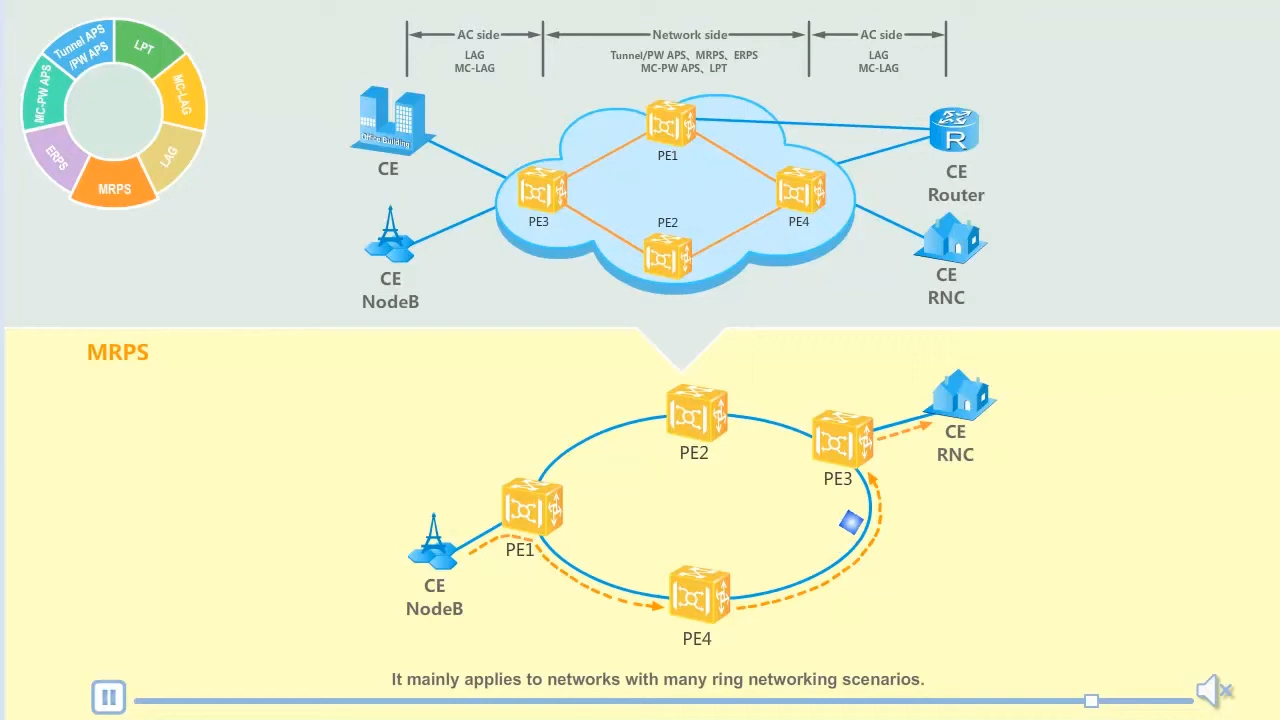 Tunnel APS
/PW APS
LPT
MC-LAG
LAG
MRPS
ERPS
MC-PW APS
AC side
LAG
MC-LAG
Network side
Tunnel/PW APS、MRPS、ERPS
MC-PW APS、LPT
AC side
LAG
MC-LAG
Office Building
CE
PE1
R
CE
Router
PE3
PE2
PE4
CE
NodeB
CE
RNC
MRPS
PE2
PE3
CE
RNC
PE1
CE
NodeB
PE4
It mainly applies to networks with many ring networking scenarios.